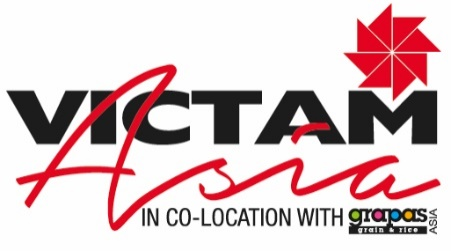 VICTAM
Asia
IN CO-LOCATION WITH grapas ASIA
grain & rice